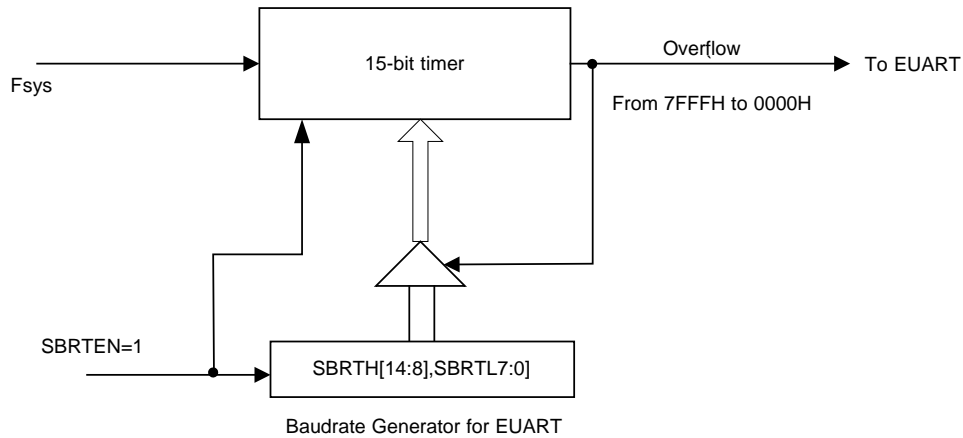 15-bit timer
Overflow
To EUART
Fsys
From 7FFFH to 0000H
SBRTEN=1
SBRTH[14:8],SBRTL7:0]
Baudrate Generator for EUART